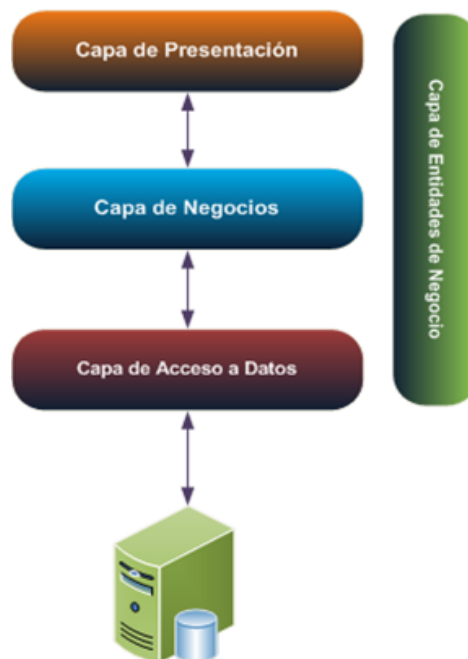 Capa de Presentación
Capa de Negocios
Capa de Acceso a Datos
Capa de Entidades de Negocio